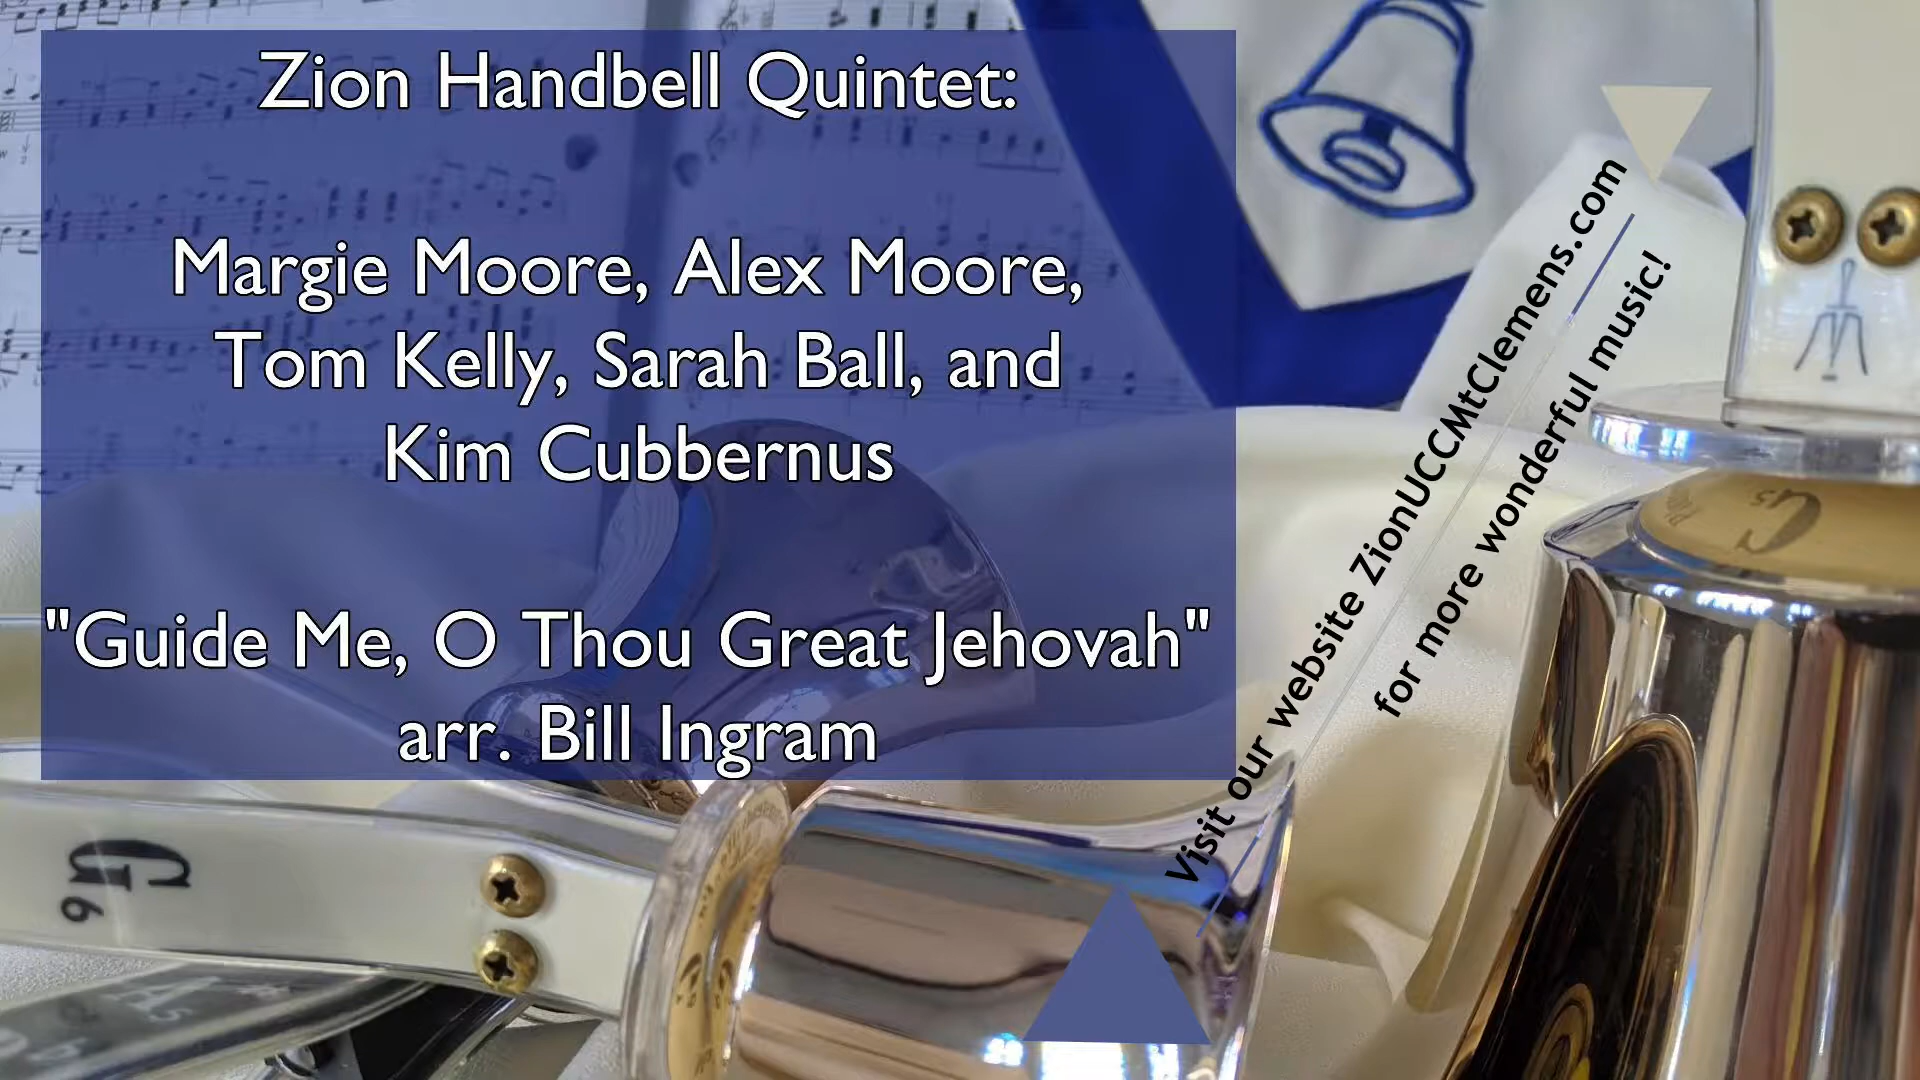 Zion Handbell Quintet:
Margie Moore, Alex Moore,
Tom Kelly, Sarah Ball, and
Kim Cubbernus
"Guide Me, O Thou Great Jehovah"
arr. Bill Ingram
Visit our website ZionUCCMtClemens.com
for more wonderful music!
G6
C5
A5